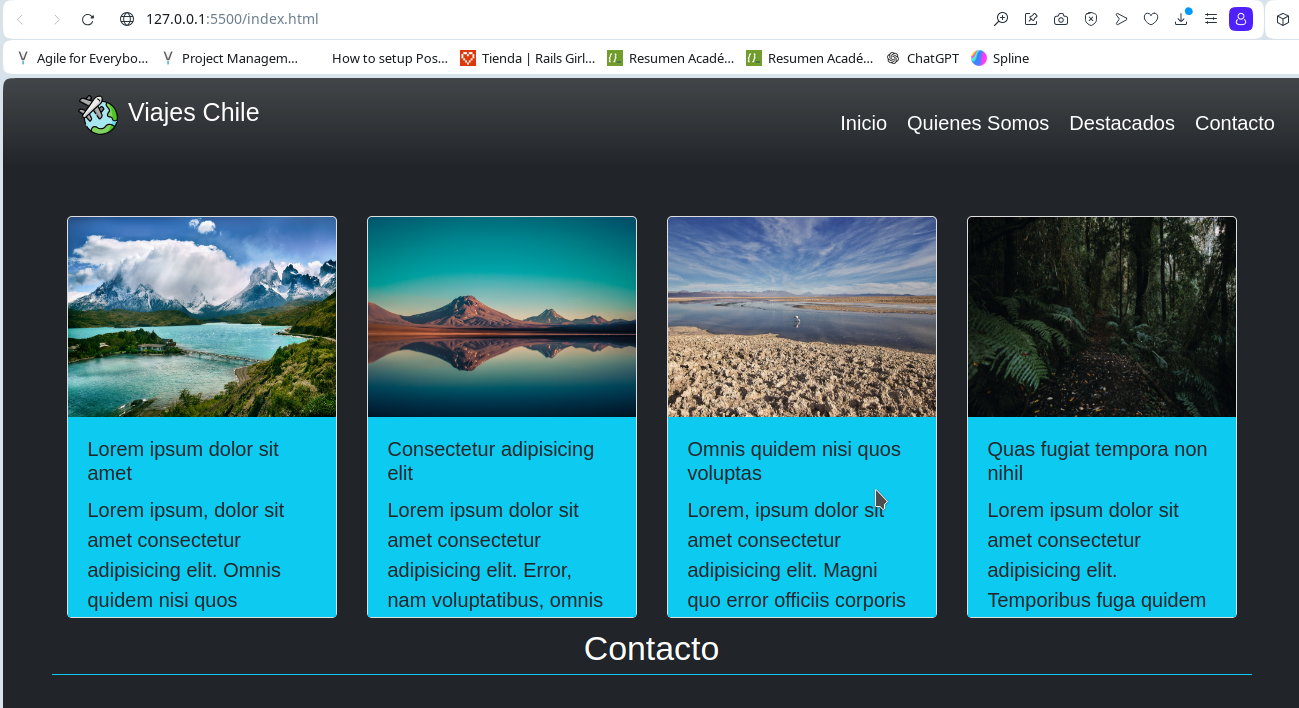 127.0.0.1:5500/index.html
Agile for Everybo... Project Managem... How to setup Pos... Tienda | Rails Girl... Resumen Acadé... Resumen Acadé... ChatGPT Spline
Viajes Chile
Inicio Quienes Somos Destacados Contacto
Lorem ipsum dolor sit
amet
Lorem ipsum, dolor sit
amet consectetur
adipisicing elit. Omnis
quidem nisi quos
Consectetur adipisicing
elit
Lorem ipsum dolor sit
amet consectetur
adipisicing elit. Error,
nam voluptatibus, omnis
Omnis quidem nisi quos
voluptas
Lorem, ipsum dolor sit
amet consectetur
adipisicing elit. Magni
quo error officiis corporis
Quas fugiat tempora non
nihil
Lorem ipsum dolor sit
amet consectetur
adipisicing elit.
Temporibus fuga quidem
Contacto